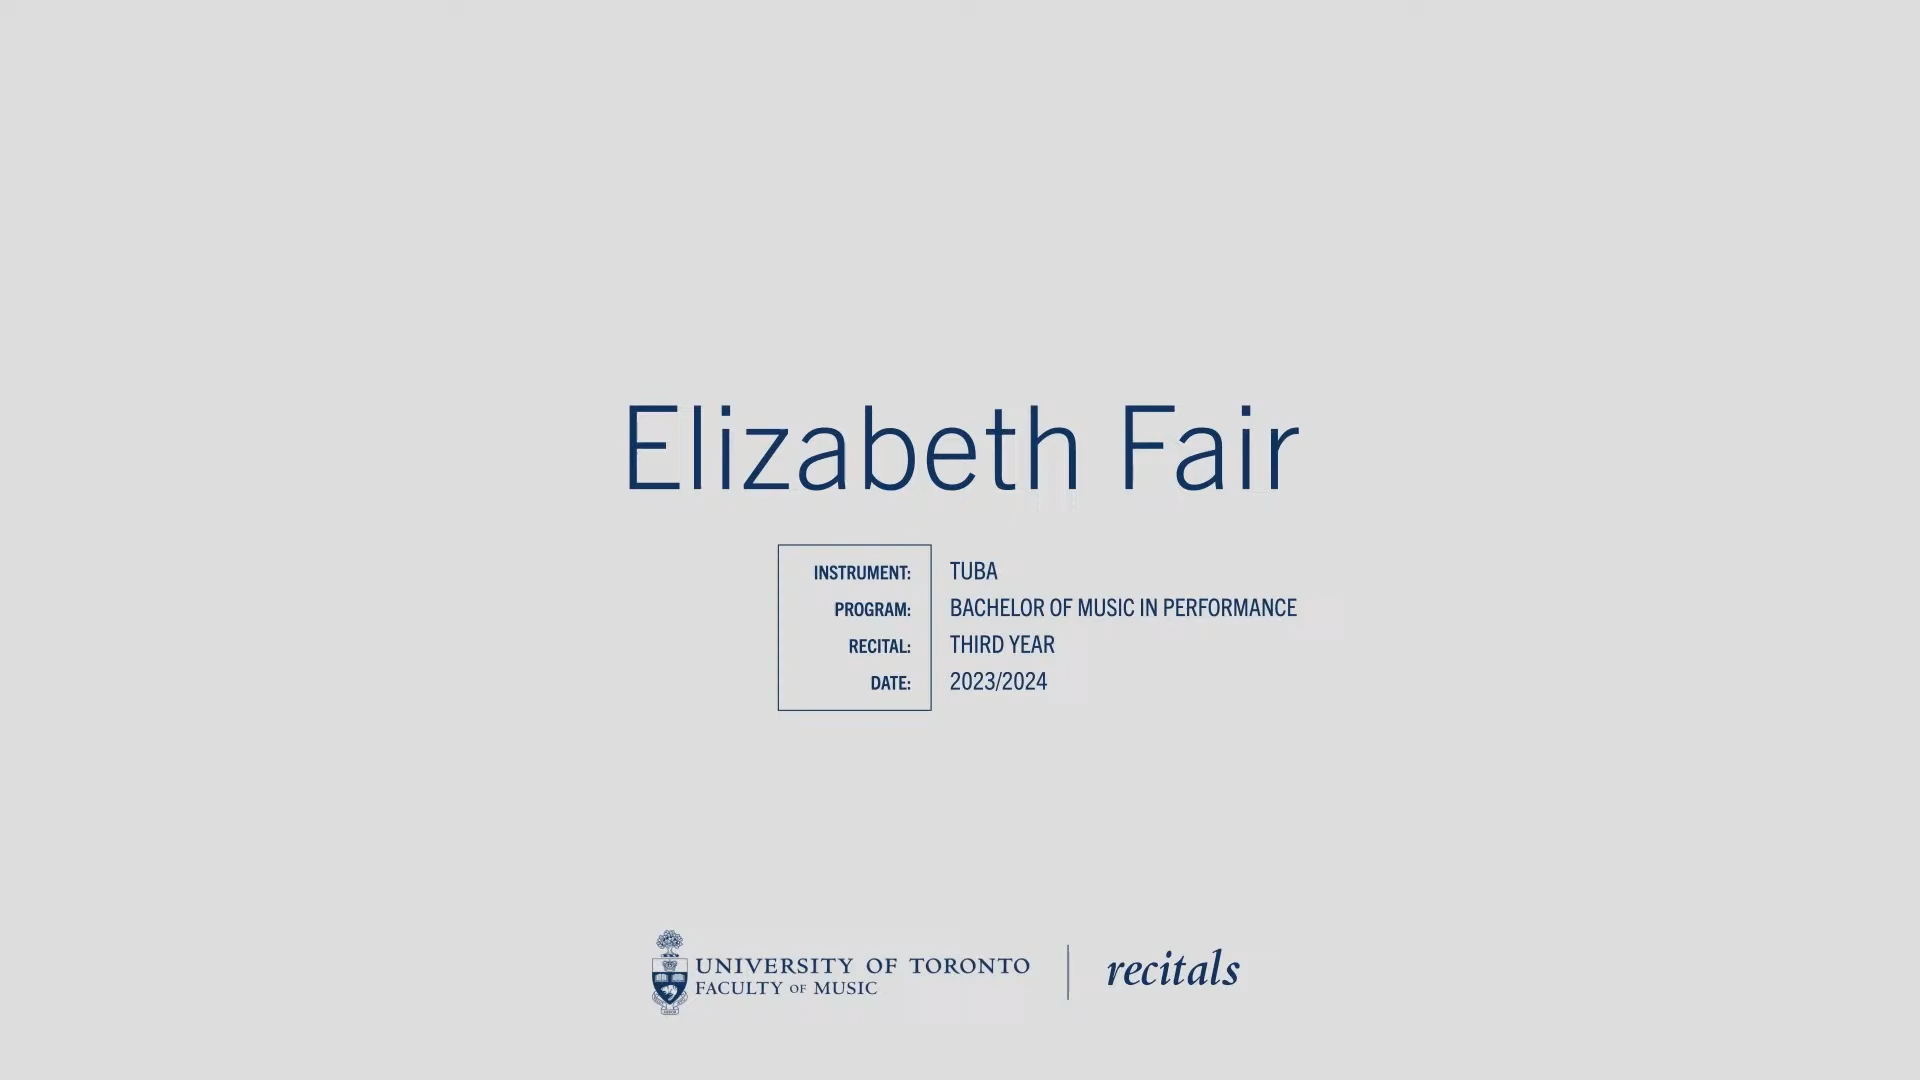 Elizabeth Fair
INSTRUMENT: TUBA
PROGRAM: BACHELOR OF MUSIC IN PERFORMANCE
RECITAL: THIRD YEAR
DATE: 2023/2024
UNIVERSITY OF TORONTO
FACULTY OF MUSIC
recitals